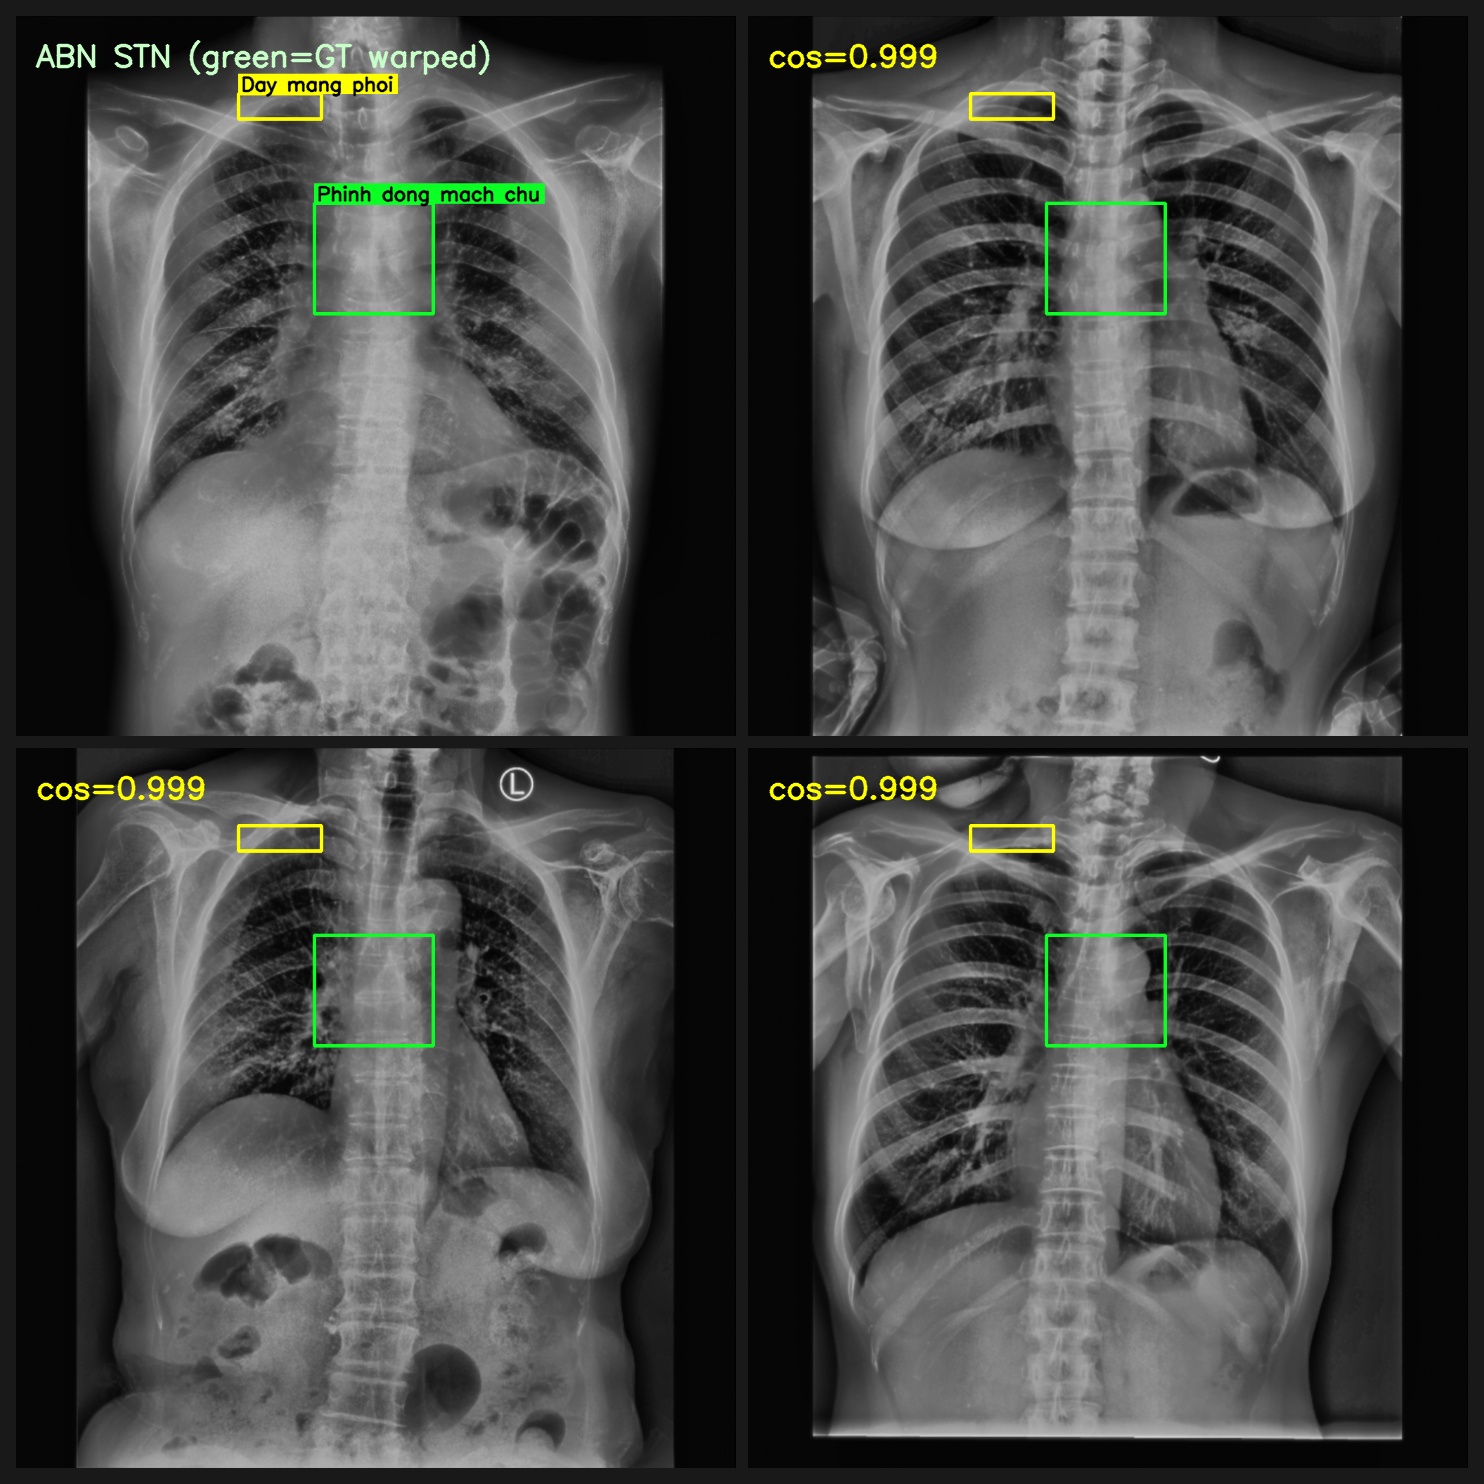 ABN STN (green=GT warped)
Day mang phoi
Phinh dong mach chu
cos=0.999
cos=0.999
L
cos=0.999